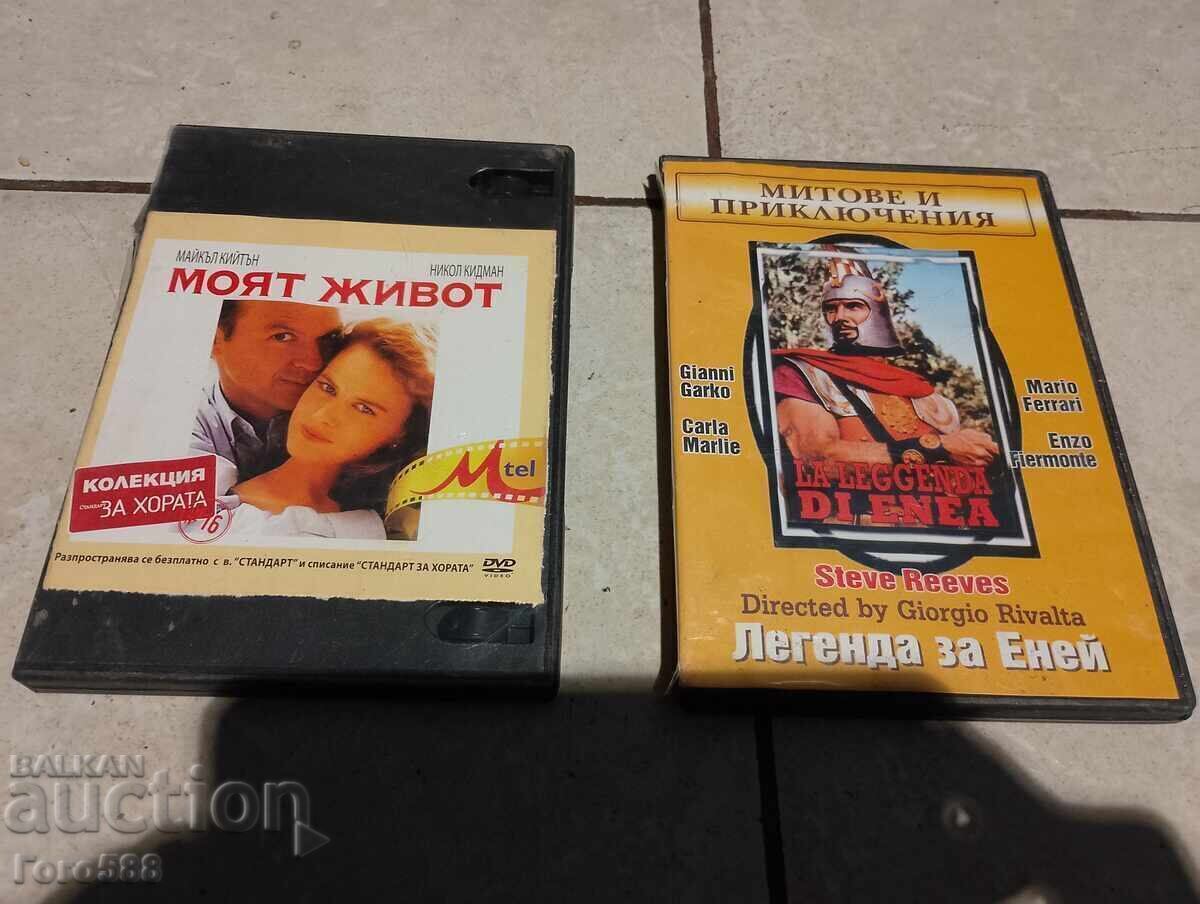 МАЙКЪЛ КИЙТЪН
НИКОЛ КИДМАН
МОЯТ ЖИВОТ
КОЛЕКЦИЯ
СТАНДАРТ ЗА ХОРАТА
16
Mtel
Разпространява се безплатно с в. "СТАНДАРТ" и списание "СТАНДАРТ ЗА ХОРАТА"
DVD
VIDEO
МИТОВЕ И
ПРИКЛЮЧЕНИЯ
Gianni
Garko
Carla
Marlie
Mario
Ferrari
Enzo
Fiermonte
LA LEGGENDA
DI ENEA
Steve Reeves
Directed by Giorgio Rivalta
Легенда за Еней
BALKAN
auction
Гого588